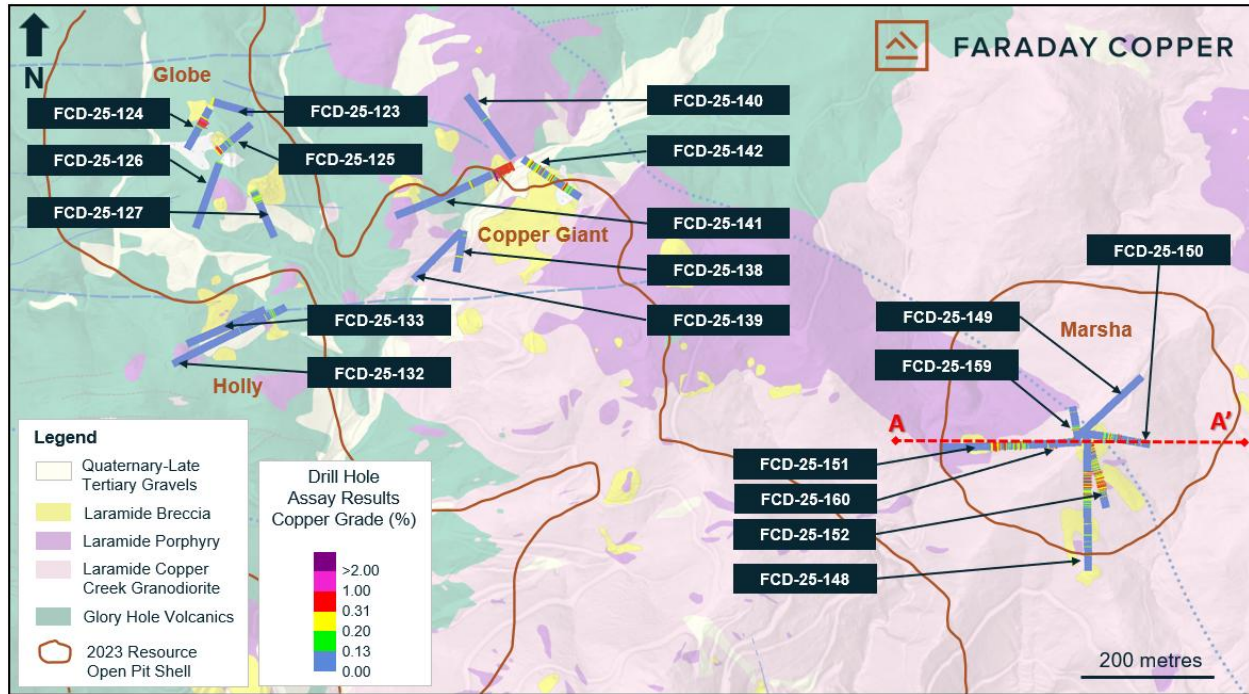 N
Globe
FARADAY COPPER
FCD-25-124
FCD-25-123
FCD-25-126
FCD-25-125
FCD-25-127
FCD-25-140
FCD-25-142
FCD-25-141
Copper Giant
FCD-25-138
FCD-25-139
FCD-25-133
FCD-25-132
Holly
FCD-25-150
FCD-25-149
Marsha
FCD-25-159
A
A'
FCD-25-151
FCD-25-160
FCD-25-152
FCD-25-148
Legend
Quaternary-Late
Tertiary Gravels
Laramide Breccia
Laramide Porphyry
Laramide Copper
Creek Granodiorite
Glory Hole Volcanics
2023 Resource
Open Pit Shell
Drill Hole
Assay Results
Copper Grade (%)
>2.00
1.00
0.31
0.20
0.13
0.00
200 metres